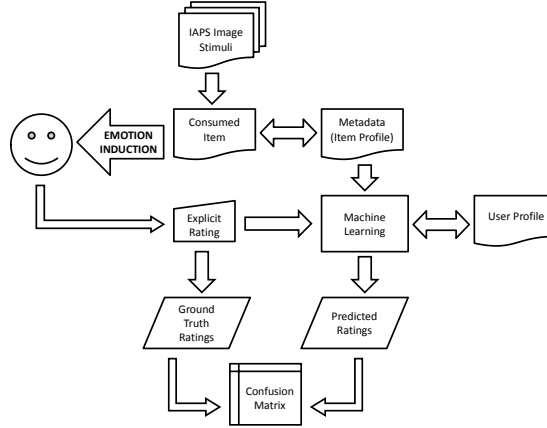 IAPS Image
Stimuli
EMOTION
INDUCTION
Consumed
Item
Metadata
(Item Profile)
Explicit
Rating
Machine
Learning
User Profile
Ground
Truth
Ratings
Predicted
Ratings
Confusion
Matrix